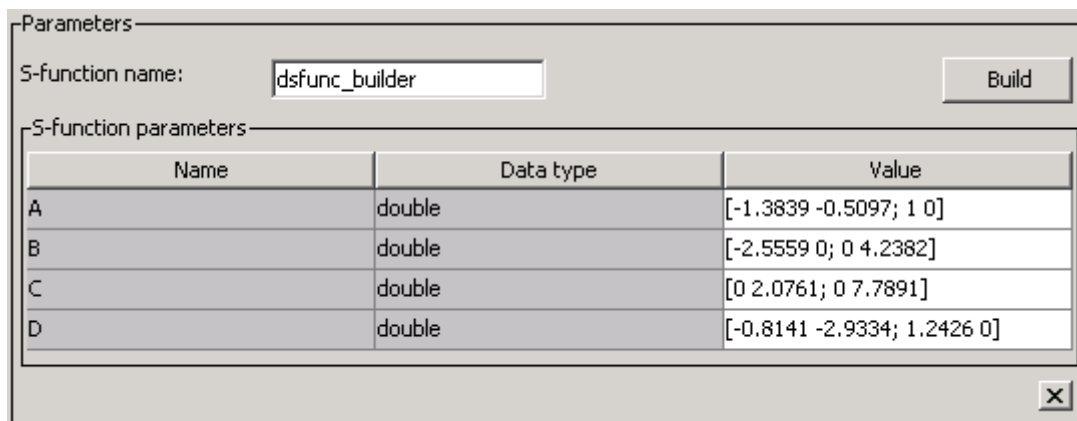 Parameters
S-function name: dsfunc_builder Build
S-function parameters
Name Data type Value
A double [-1.3839 -0.5097; 1 0]
B double [-2.5559 0; 0 4.2382]
C double [0 2.0761; 0 7.7891]
D double [-0.8141 -2.9334; 1.2426 0]